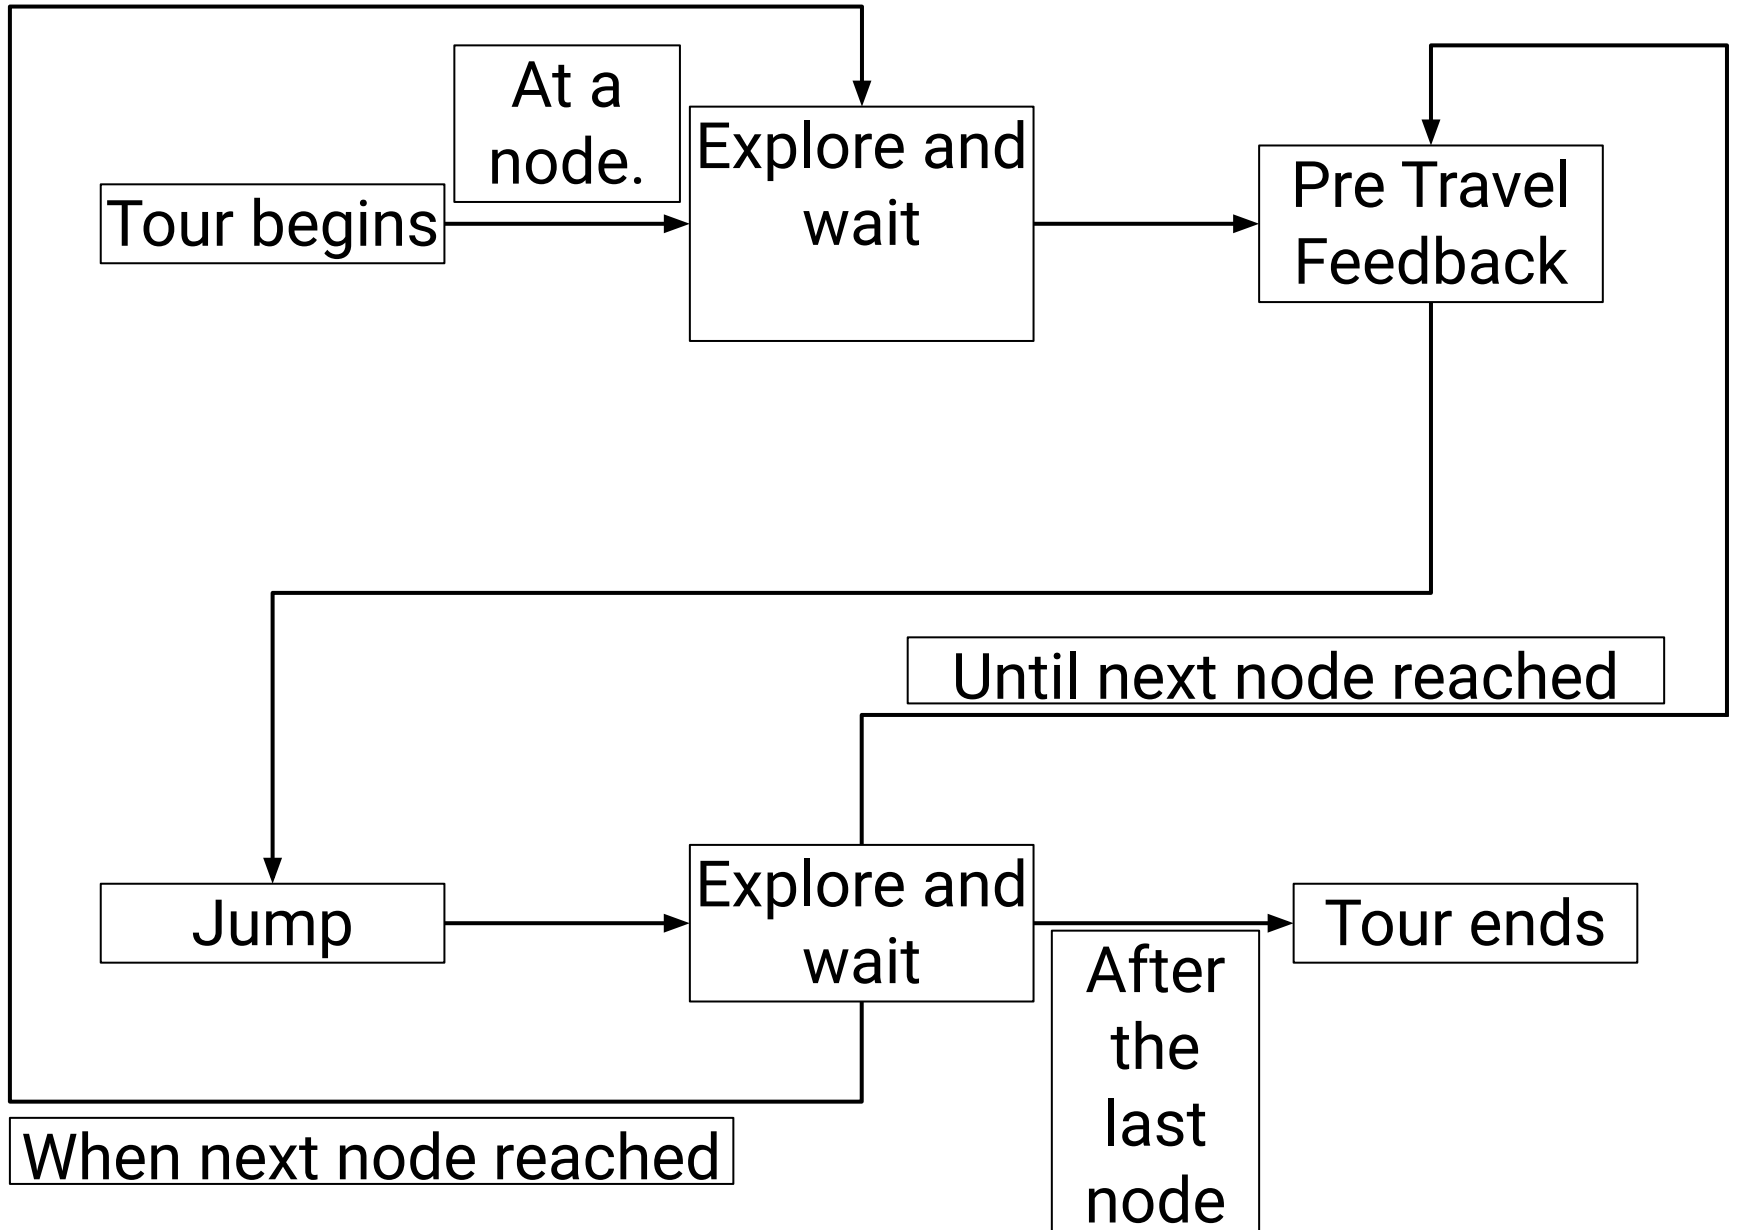 At a
node.
Tour begins
Explore and
wait
Pre Travel
Feedback
Until next node reached
Jump
Explore and
wait
Tour ends
After
the
last
node
When next node reached